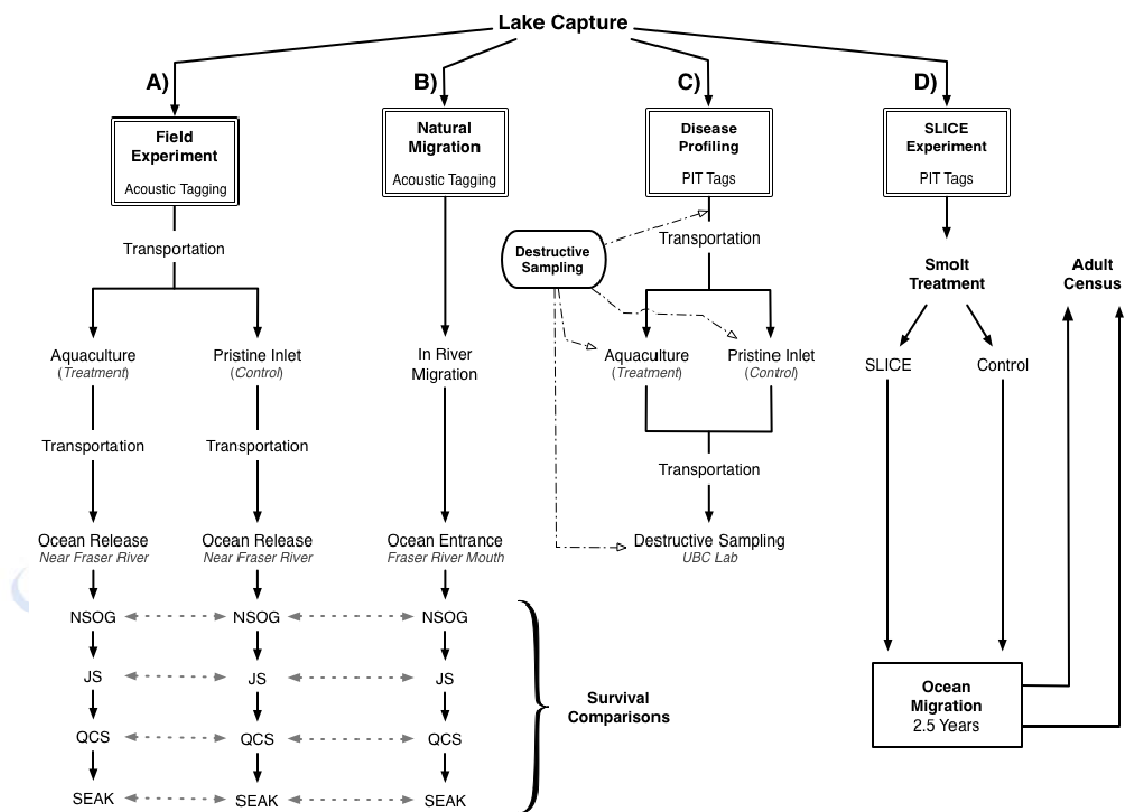 Lake Capture
A)
B)
C)
D)
Field
Experiment
Acoustic Tagging
Natural
Migration
Acoustic Tagging
Disease
Profiling
PIT Tags
SLICE
Experiment
PIT Tags
Transportation
Destructive
Sampling
Transportation
Smolt
Treatment
Adult
Census
Aquaculture
(Treatment)
Pristine Inlet
(Control)
In River
Migration
Aquaculture
(Treatment)
Pristine Inlet
(Control)
SLICE
Control
Transportation
Transportation
Transportation
Ocean Release
Near Fraser River
Ocean Release
Near Fraser River
Ocean Entrance
Fraser River Mouth
Destructive Sampling
UBC Lab
NSOG
NSOG
NSOG
JS
JS
JS
QCS
QCS
QCS
SEAK
SEAK
SEAK
Survival
Comparisons
Ocean
Migration
2.5 Years